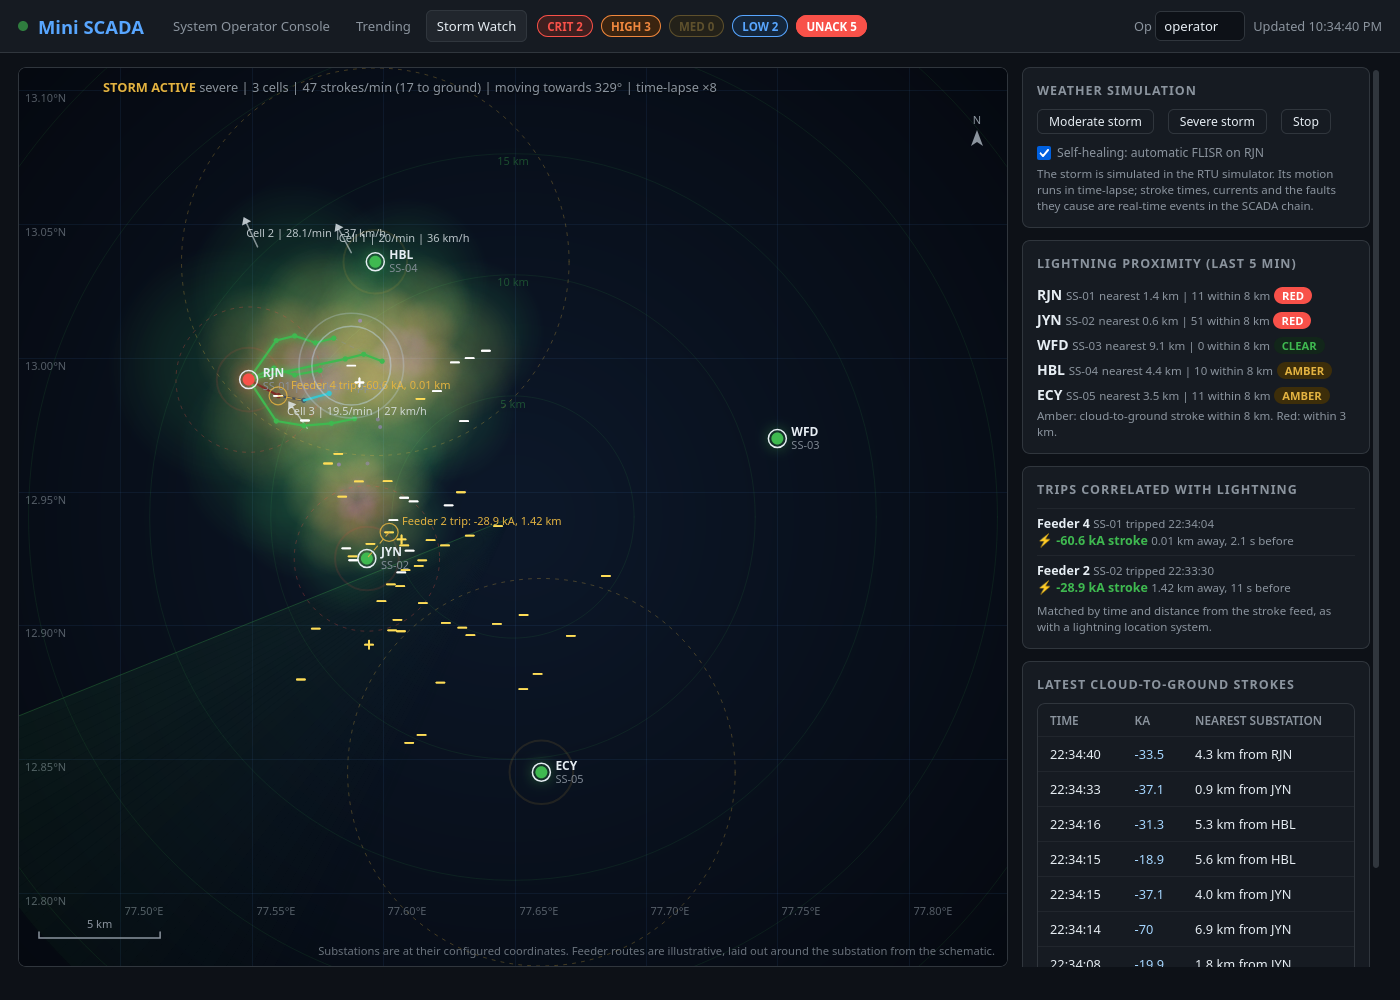 Mini SCADA System Operator Console Trending Storm Watch CRIT 2 HIGH 3 MED 0 LOW 2 UNACK 5 Op operator Updated 10:34:40 PM
STORM ACTIVE severe | 3 cells | 47 strokes/min (17 to ground) | moving towards 329° | time-lapse ×8
13.10°N
N
15 km
13.05°N
Cell 2 | 28.1/min | 37 km/h
Cell 1 | 20/min | 36 km/h
HBL
SS-04
10 km
13.00°N
RJN
Feeder 4 trip: -60.6 kA, 0.01 km
5 km
Cell 3 | 19.5/min | 27 km/h
WFD
SS-03
12.95°N
Feeder 2 trip: -28.9 kA, 1.42 km
JYN
SS-02
12.90°N
ECY
SS-05
12.85°N
12.80°N
77.50°E 77.55°E 77.60°E 77.65°E 77.70°E 77.75°E 77.80°E
5 km
Substations are at their configured coordinates. Feeder routes are illustrative, laid out around the substation from the schematic.
WEATHER SIMULATION
Moderate storm Severe storm Stop
Self-healing: automatic FLISR on RJN
The storm is simulated in the RTU simulator. Its motion
runs in time-lapse; stroke times, currents and the faults
they cause are real-time events in the SCADA chain.
LIGHTNING PROXIMITY (LAST 5 MIN)
RJN SS-01 nearest 1.4 km | 11 within 8 km RED
JYN SS-02 nearest 0.6 km | 51 within 8 km RED
WFD SS-03 nearest 9.1 km | 0 within 8 km CLEAR
HBL SS-04 nearest 4.4 km | 10 within 8 km AMBER
ECY SS-05 nearest 3.5 km | 11 within 8 km AMBER
Amber: cloud-to-ground stroke within 8 km. Red: within 3
km.
TRIPS CORRELATED WITH LIGHTNING
Feeder 4 SS-01 tripped 22:34:04
⚡ -60.6 kA stroke 0.01 km away, 2.1 s before
Feeder 2 SS-02 tripped 22:33:30
⚡ -28.9 kA stroke 1.42 km away, 11 s before
Matched by time and distance from the stroke feed, as
with a lightning location system.
LATEST CLOUD-TO-GROUND STROKES
TIME KA NEAREST SUBSTATION
22:34:40 -33.5 4.3 km from RJN
22:34:33 -37.1 0.9 km from JYN
22:34:16 -31.3 5.3 km from HBL
22:34:15 -18.9 5.6 km from HBL
22:34:15 -37.1 4.0 km from JYN
22:34:14 -70 6.9 km from JYN
22:34:08 -19.9 1.8 km from JYN